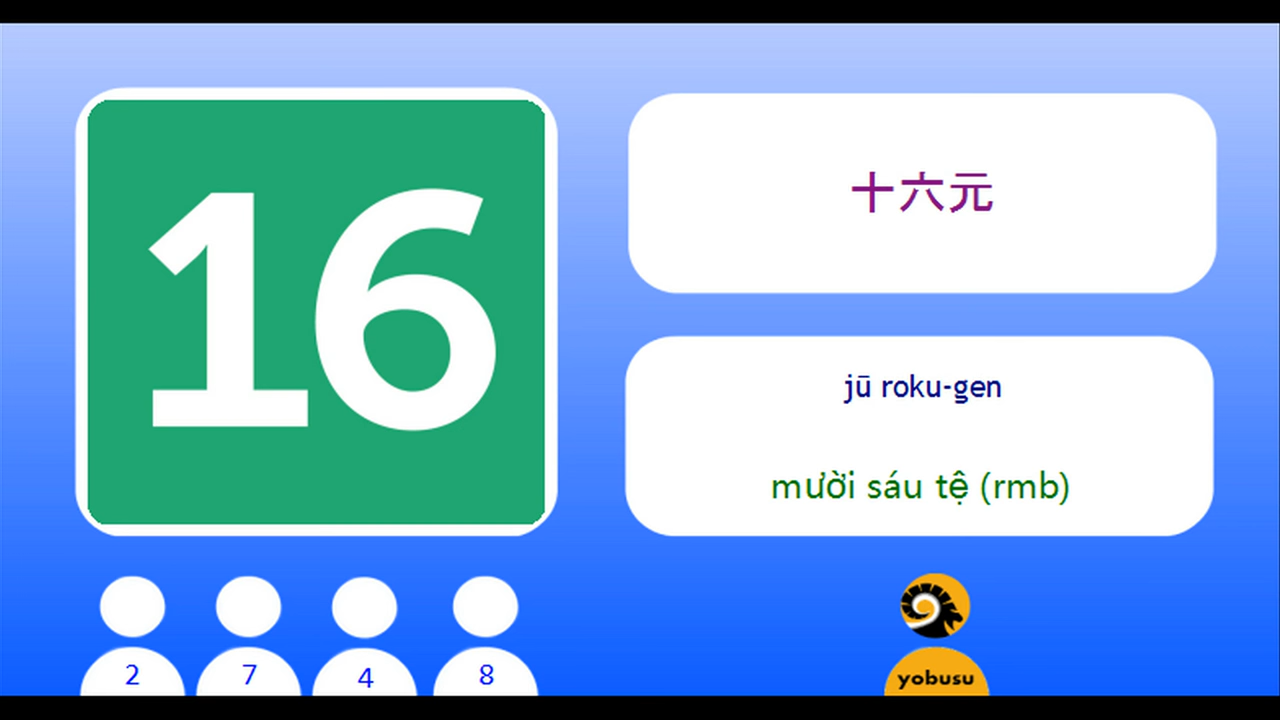 16
十六元
jū roku-gen
mười sáu tệ (rmb)
2 7 4 8
yobusu